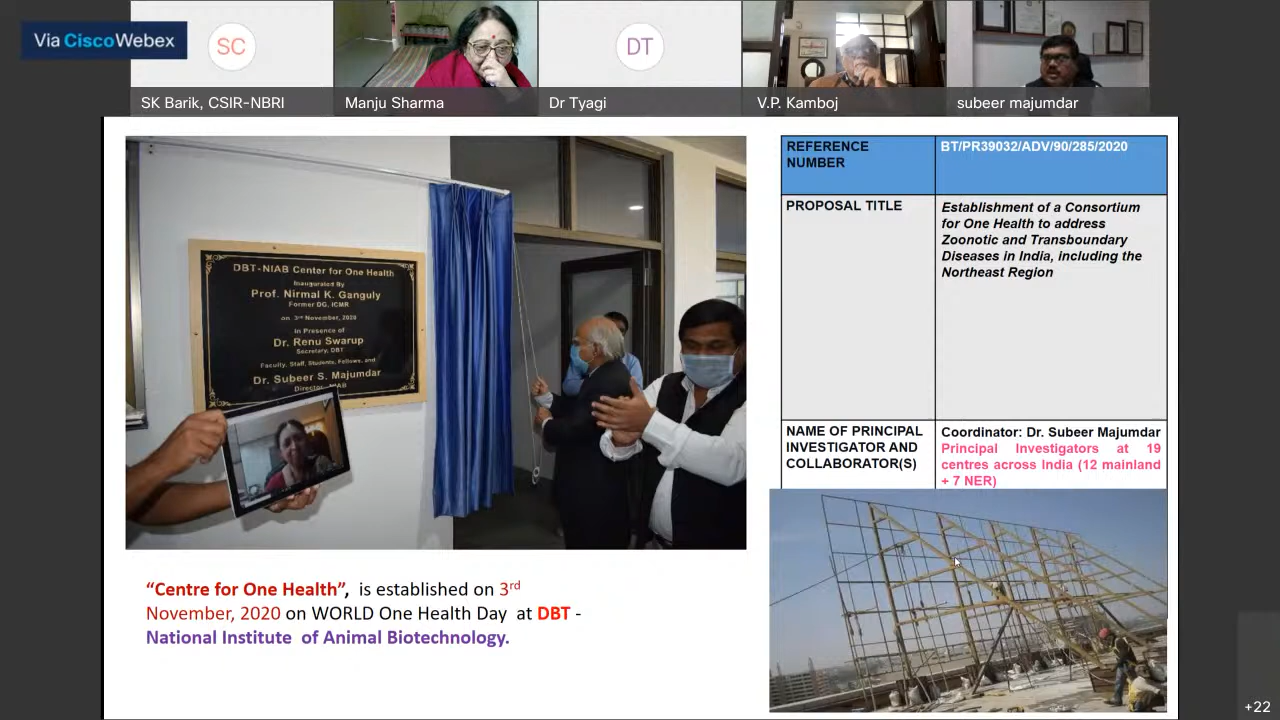 Via CiscoWebex
SC
DT
SK Barik, CSIR-NBRI
Manju Sharma
Dr Tyagi
V.P. Kamboj
subeer majumdar
DBT-NIAB Center for One Health
Inaugurated By
Prof. Nirmal K. Ganguly
Former DG, ICMR
on 3rd November, 2020
in Presence of
Dr. Renu Swarup
Secretary, DBT
Faculty, Staff, Students, Fellows, and
Dr. Subeer S. Majumdar
Director, NIAB
“Centre for One Health”, is established on 3rd
November, 2020 on WORLD One Health Day at DBT -
National Institute of Animal Biotechnology.
REFERENCE
NUMBER
BT/PR39032/ADV/90/285/2020
PROPOSAL TITLE
Establishment of a Consortium
for One Health to address
Zoonotic and Transboundary
Diseases in India, including the
Northeast Region
NAME OF PRINCIPAL
INVESTIGATOR AND
COLLABORATOR(S)
Coordinator: Dr. Subeer Majumdar
Principal Investigators at 19
centres across India (12 mainland
+ 7 NER)
+22